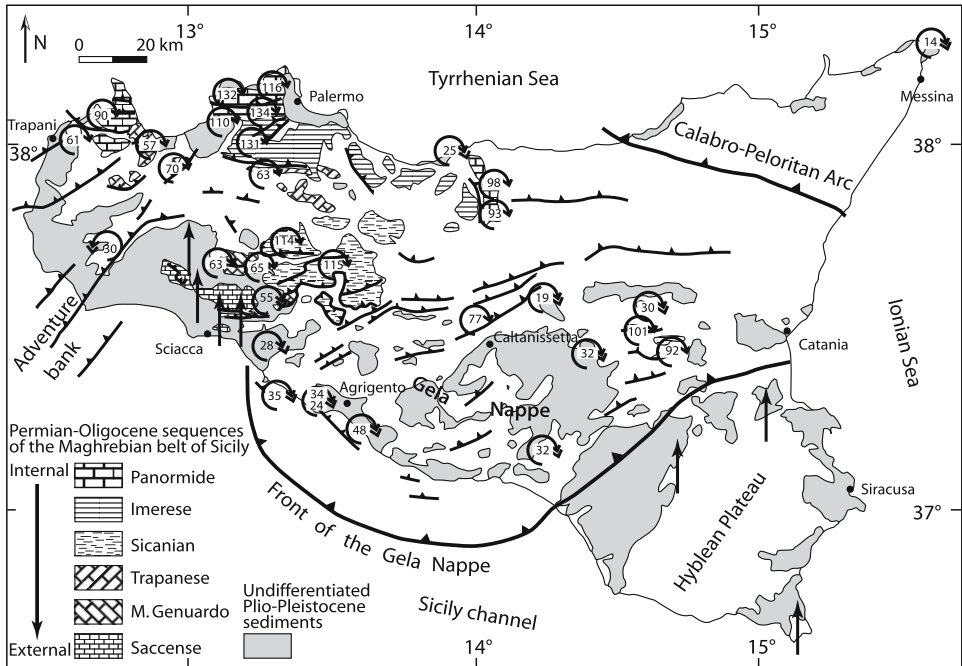 13°
14°
15°
N
0
20 km
14
Tyrrhenian Sea
116
132
Palermo
Messina
90
134
110
Trapani
61
57
131
38°
25
Calabro-Peloritan Arc
38°
70
63
98
93
30
114
63
65
115
55
19
30
77
101
Adventure
bank
Sciacca
28
Caltanissetta
32
92
Catania
Ionian Sea
35
34
24
Agrigento
Gela
Nappe
48
32
Permian-Oligocene sequences
of the Maghrebian belt of Sicily
Internal
External
Panormide
Imerese
Sicanian
Trapanese
M. Genuardo
Saccense
Undifferentiated
Plio-Pleistocene
sediments
Front of the Gela Nappe
Hyblean Plateau
Siracusa
37°
Sicily channel
14°
15°